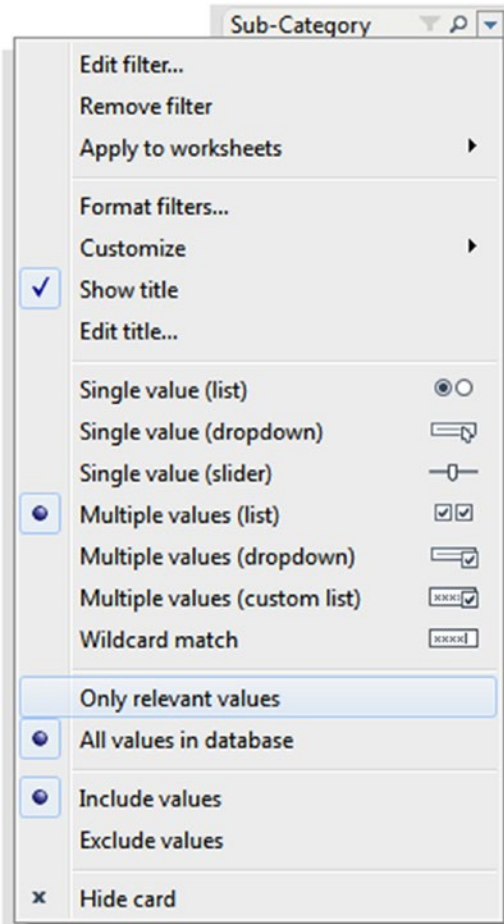 Sub-Category
Edit filter...
Remove filter
Apply to worksheets
Format filters...
Customize
Show title
Edit title...
Single value (list)
Single value (dropdown)
Single value (slider)
Multiple values (list)
Multiple values (dropdown)
Multiple values (custom list)
Wildcard match
Only relevant values
All values in database
Include values
Exclude values
Hide card